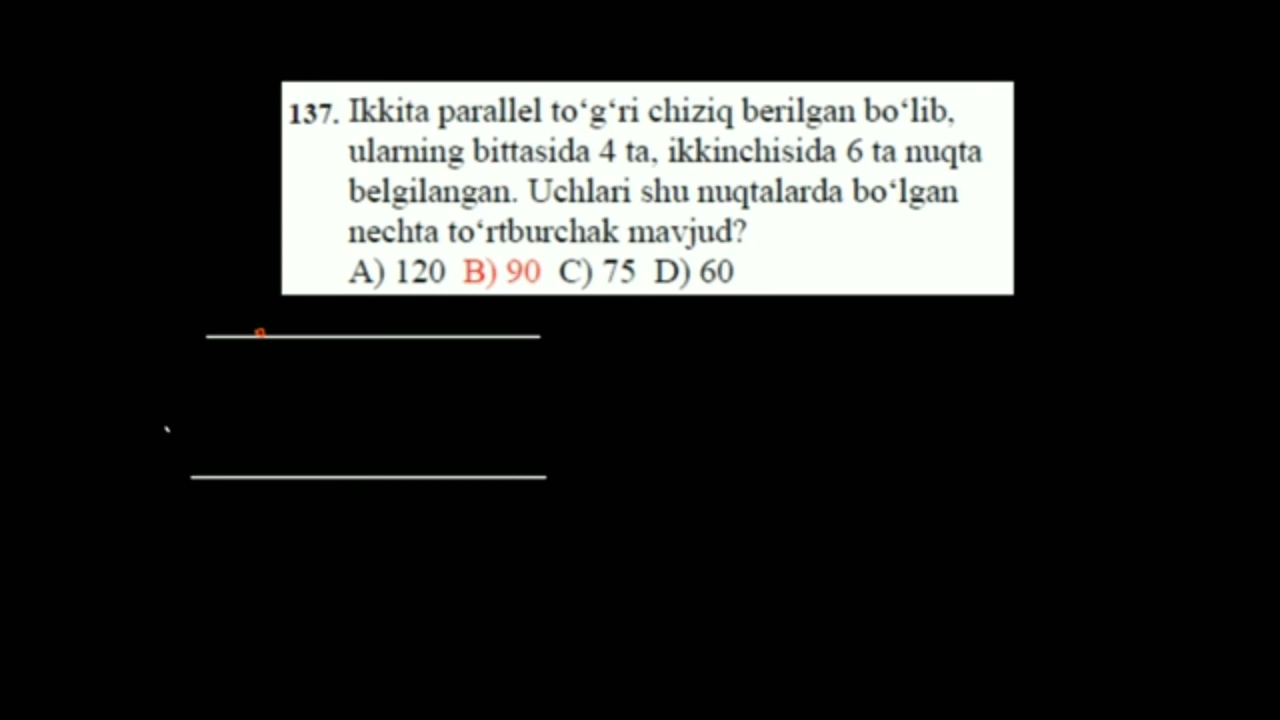 137. Ikkita parallel to‘g‘ri chiziq berilgan bo‘lib,
ularning bittasida 4 ta, ikkinchisida 6 ta nuqta
belgilangan. Uchlari shu nuqtalarda bo‘lgan
nechta to‘rtburchak mavjud?
A) 120 B) 90 C) 75 D) 60